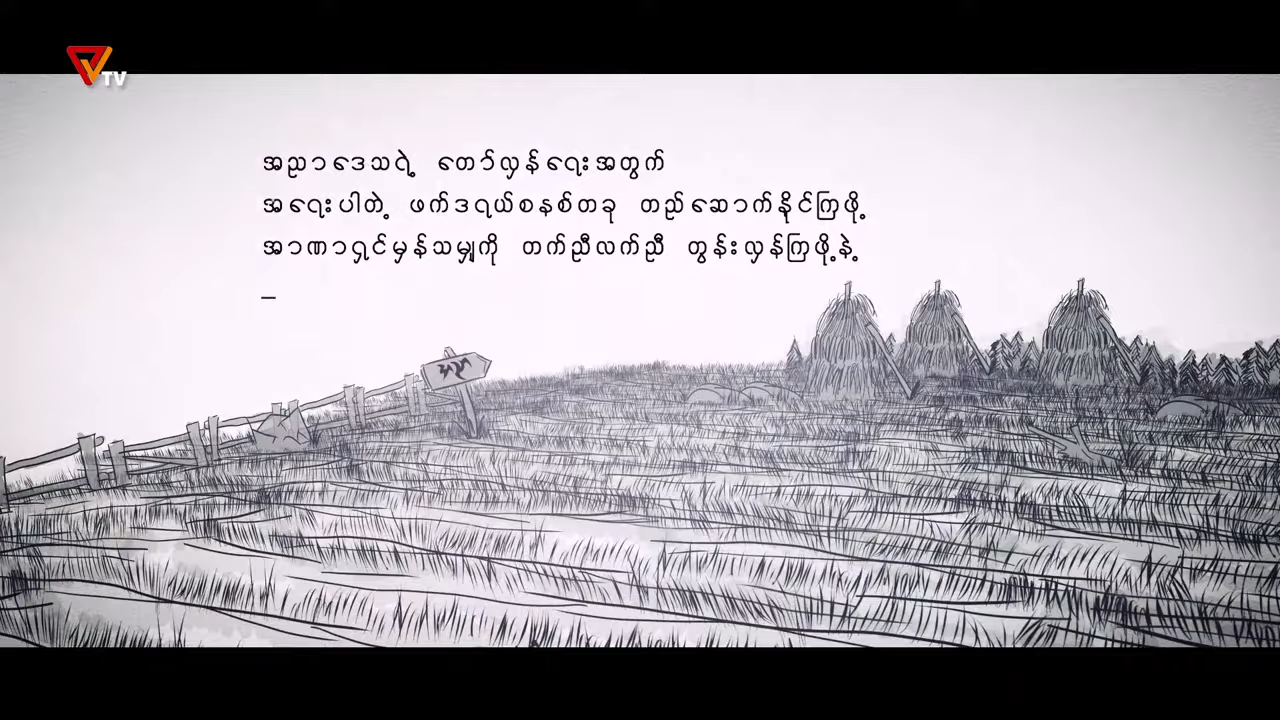 TV
အညာဒေသရဲ့ တော်လှန်ရေးအတွက်
အရေးပါတဲ့ ဖက်ဒရယ်စနစ်တခု တည်ဆောက်နိုင်ကြဖို့
အာဏာရှင်မှန်သမျှကို တက်ညီလက်ညီ တွန်းလှန်ကြဖို့နဲ့
_